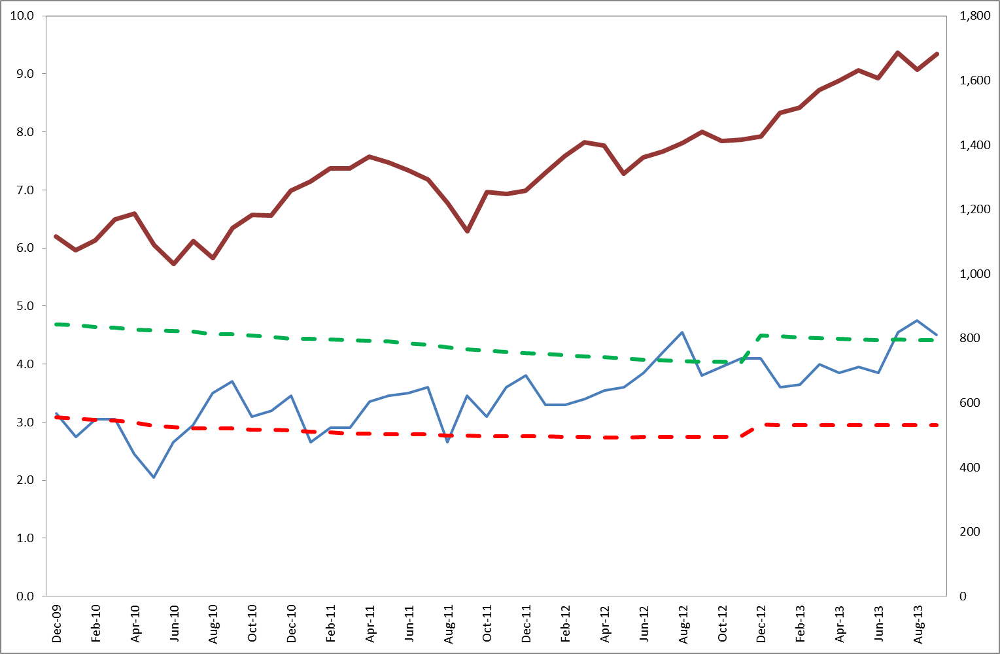 10.0
9.0
8.0
7.0
6.0
5.0
4.0
3.0
2.0
1.0
0.0
1,800
1,600
1,400
1,200
1,000
800
600
400
200
0
Dec-09
Feb-10
Apr-10
Jun-10
Aug-10
Oct-10
Dec-10
Feb-11
Apr-11
Jun-11
Aug-11
Oct-11
Dec-11
Feb-12
Apr-12
Jun-12
Aug-12
Oct-12
Dec-12
Feb-13
Apr-13
Jun-13
Aug-13